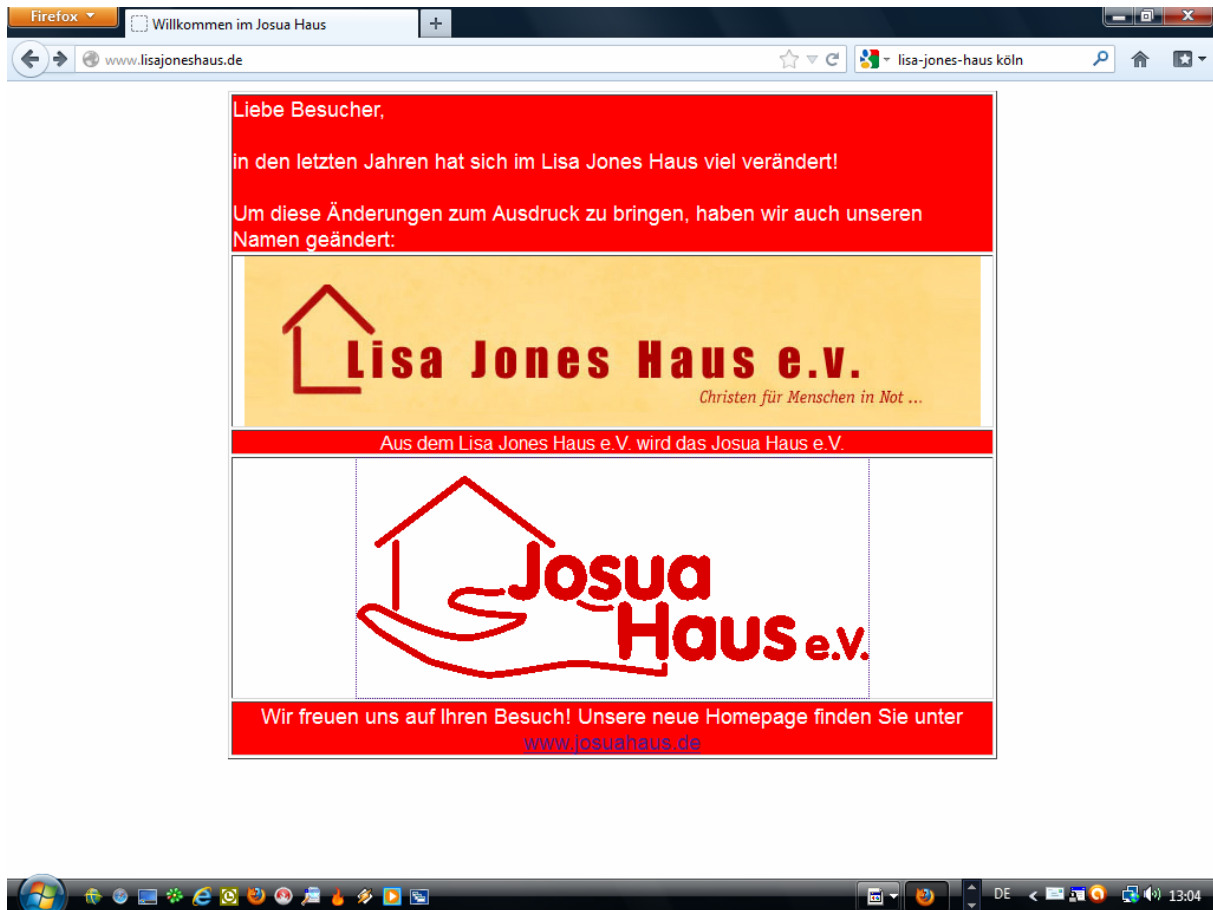 Firefox
Willkommen im Josua Haus
www.lisajoneshaus.de
lisa-jones-haus köln
Liebe Besucher,
in den letzten Jahren hat sich im Lisa Jones Haus viel verändert!
Um diese Änderungen zum Ausdruck zu bringen, haben wir auch unseren
Namen geändert:
Lisa Jones Haus e.v.
Christen für Menschen in Not ...
Aus dem Lisa Jones Haus e.V. wird das Josua Haus e.V.
Josua
Haus e.V.
Wir freuen uns auf Ihren Besuch! Unsere neue Homepage finden Sie unter
www.josuahaus.de
DE
13:04